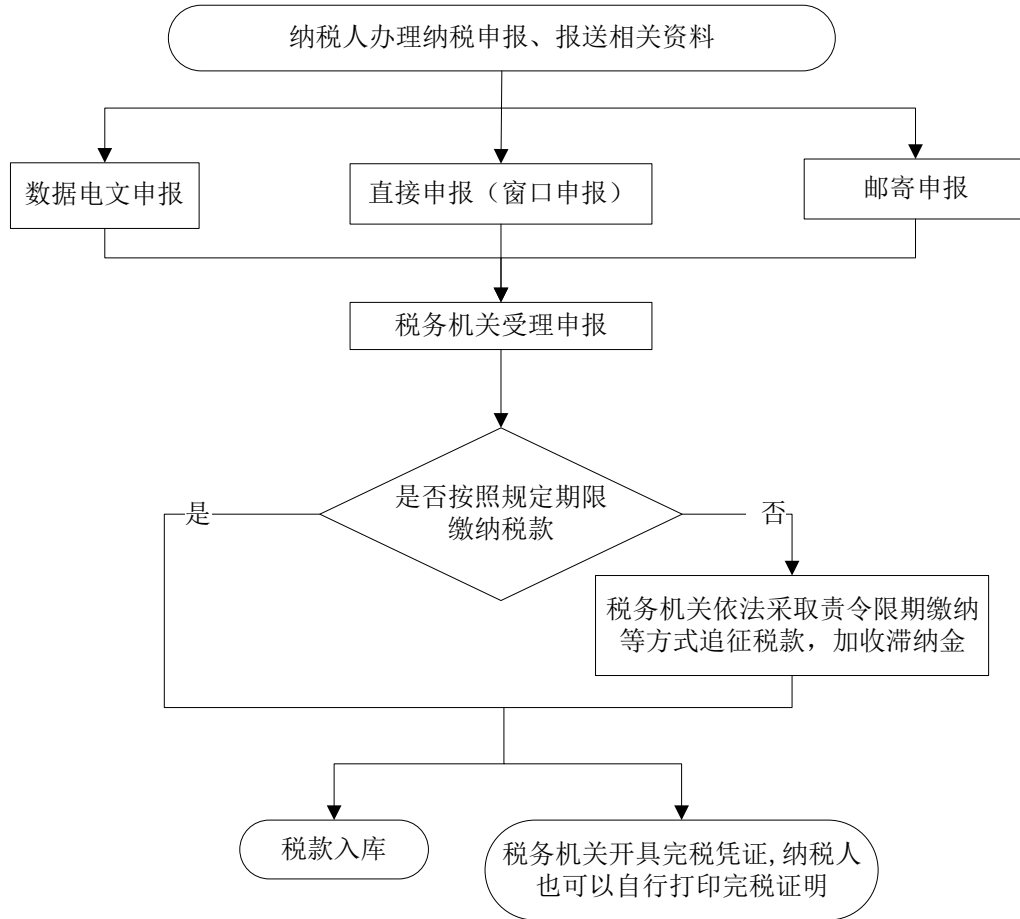 纳税人办理纳税申报、报送相关资料
数据电文申报
直接申报（窗口申报）
邮寄申报
税务机关受理申报
是否按照规定期限
缴纳税款
是
否
税务机关依法采取责令限期缴纳
等方式追征税款，加收滞纳金
税款入库
税务机关开具完税凭证,纳税人
也可以自行打印完税证明